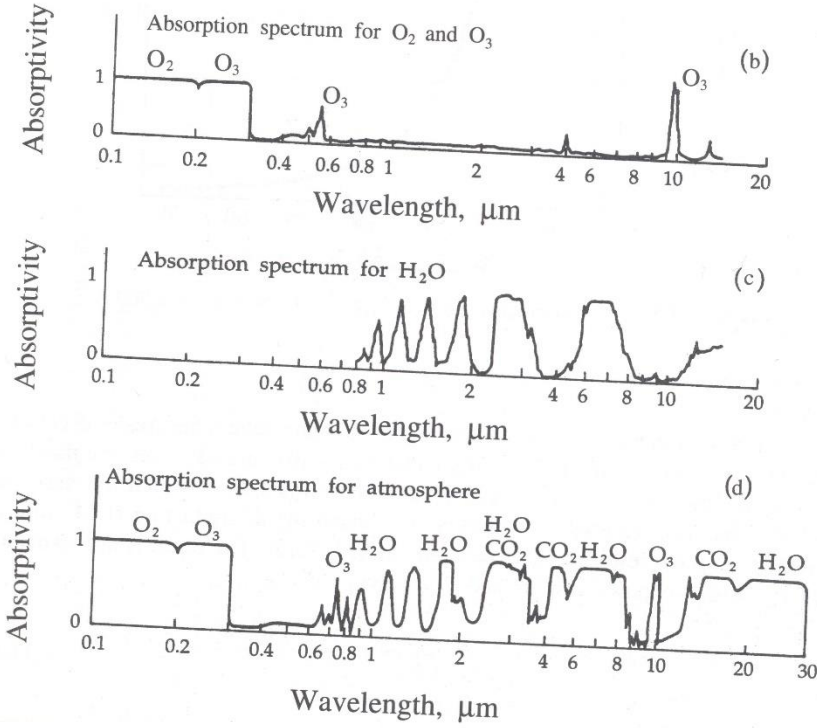 Absorption spectrum for O₂ and O₃
(b)
O₂ O₃
O₃
O₃
1
0
Absorptivity
0.1 0.2 0.4 0.6 0.8 1 2 4 6 8 10 20
Wavelength, μm
Absorption spectrum for H₂O
(c)
1
0
Absorptivity
0.1 0.2 0.4 0.6 0.8 1 2 4 6 8 10 20
Wavelength, μm
Absorption spectrum for atmosphere
(d)
O₂ O₃
O₃
H₂O
H₂O
H₂O
CO₂
CO₂ H₂O
O₃
CO₂
H₂O
1
0
Absorptivity
0.1 0.2 0.4 0.6 0.8 1 2 4 6 8 10 20 30
Wavelength, μm